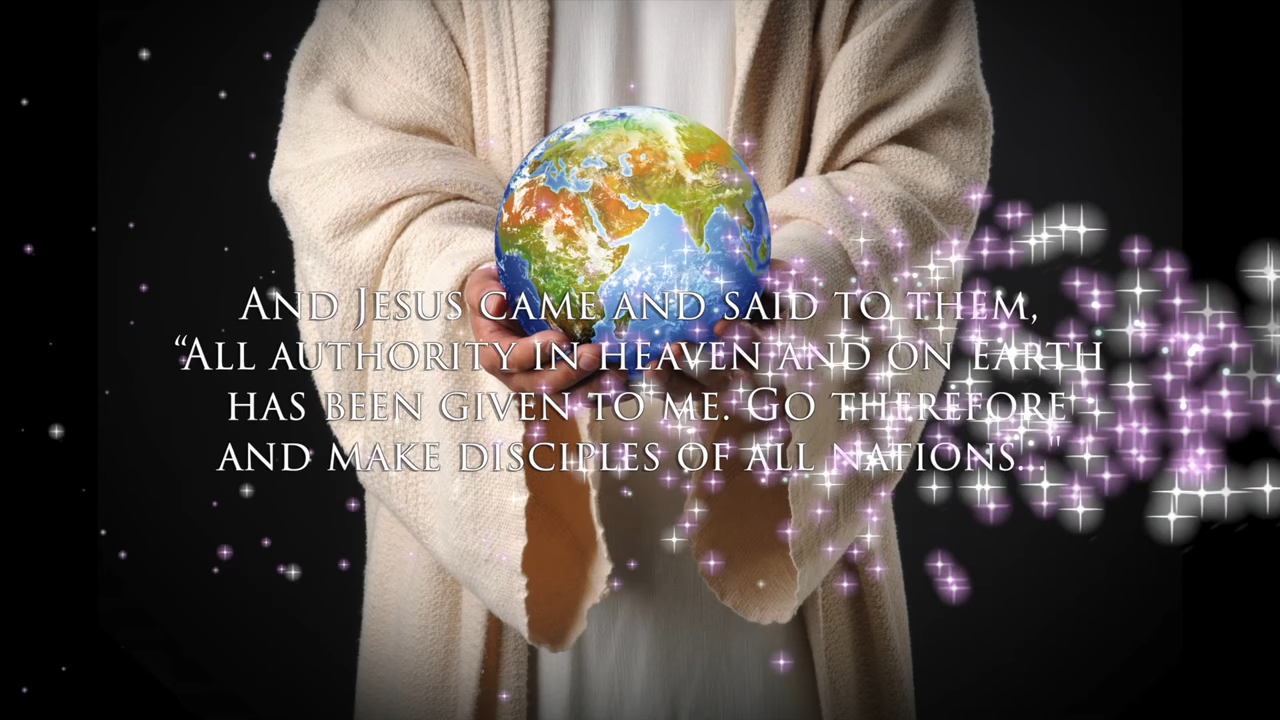 And Jesus came and said to them,
“All authority in heaven and on earth
has been given to me. Go therefore
and make disciples of all nations..."